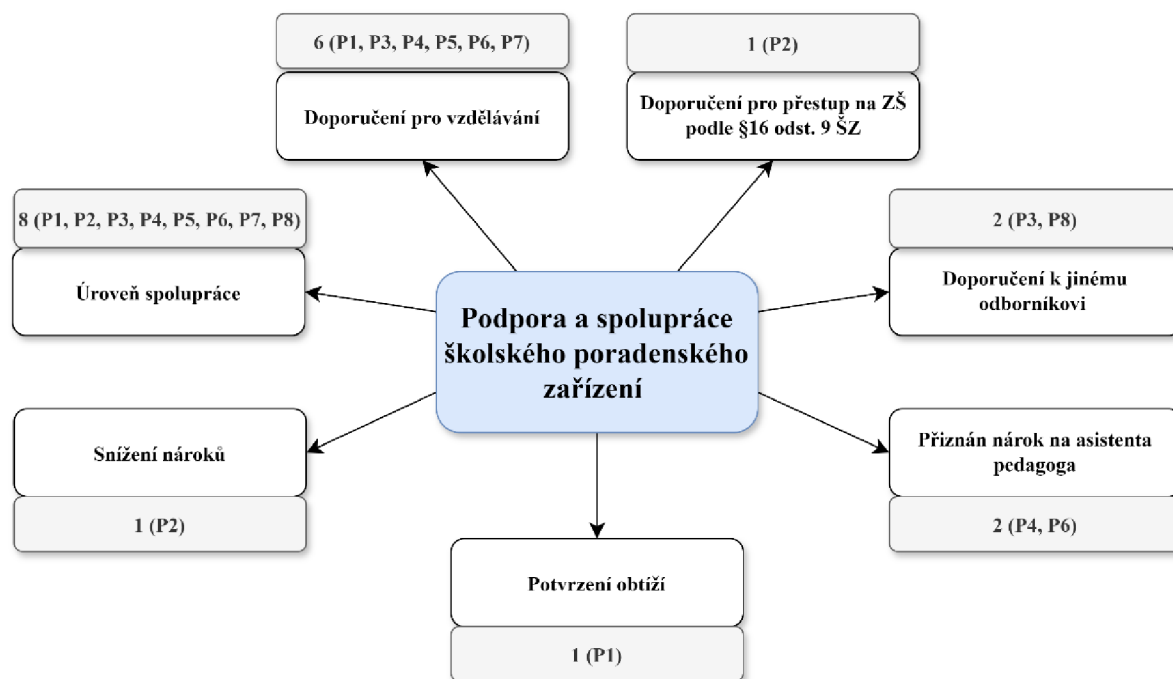 6 (P1, P3, P4, P5, P6, P7)
Doporučení pro vzdělávání
1 (P2)
Doporučení pro přestup na ZŠ
podle §16 odst. 9 ŠZ
8 (P1, P2, P3, P4, P5, P6, P7, P8)
Úroveň spolupráce
2 (P3, P8)
Doporučení k jinému
odborníkovi
Podpora a spolupráce
školského poradenského
zařízení
Snížení nároků
1 (P2)
Přiznán nárok na asistenta
pedagoga
2 (P4, P6)
Potvrzení obtíží
1 (P1)